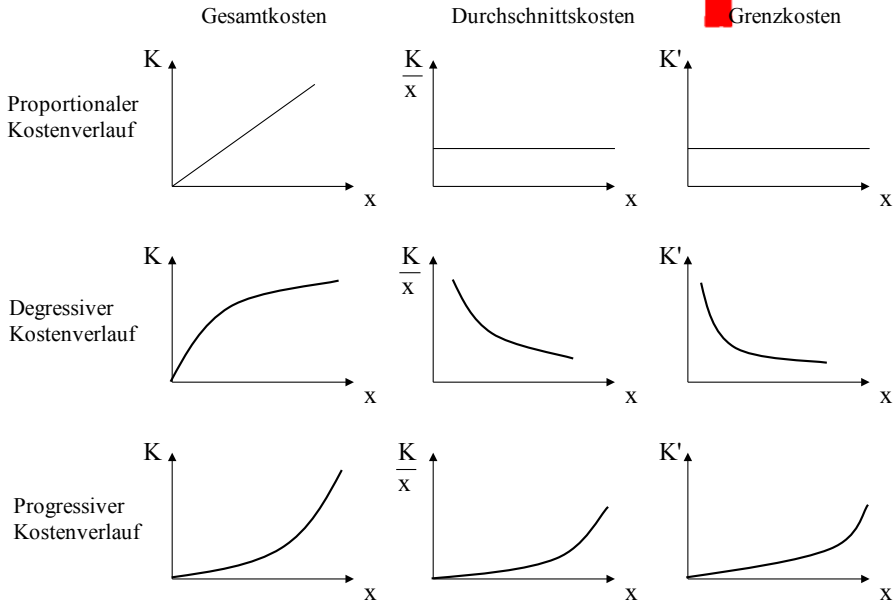 Gesamtkosten
Durchschnittskosten
Grenzkosten
Proportionaler
Kostenverlauf
K
x
K
x
x
K'
x
Degressiver
Kostenverlauf
K
x
K
x
x
K'
x
Progressiver
Kostenverlauf
K
x
K
x
x
K'
x